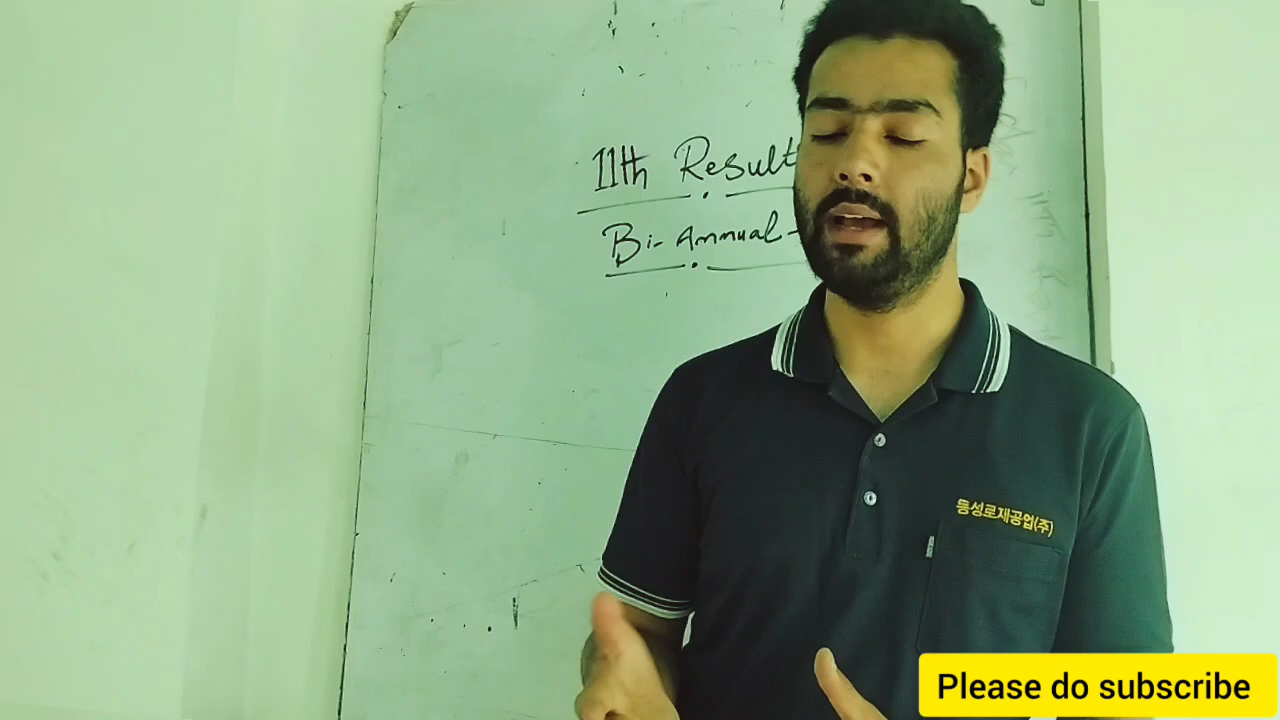 11th Result
Bi-Annual-
등성로재공업(주)
Please do subscribe